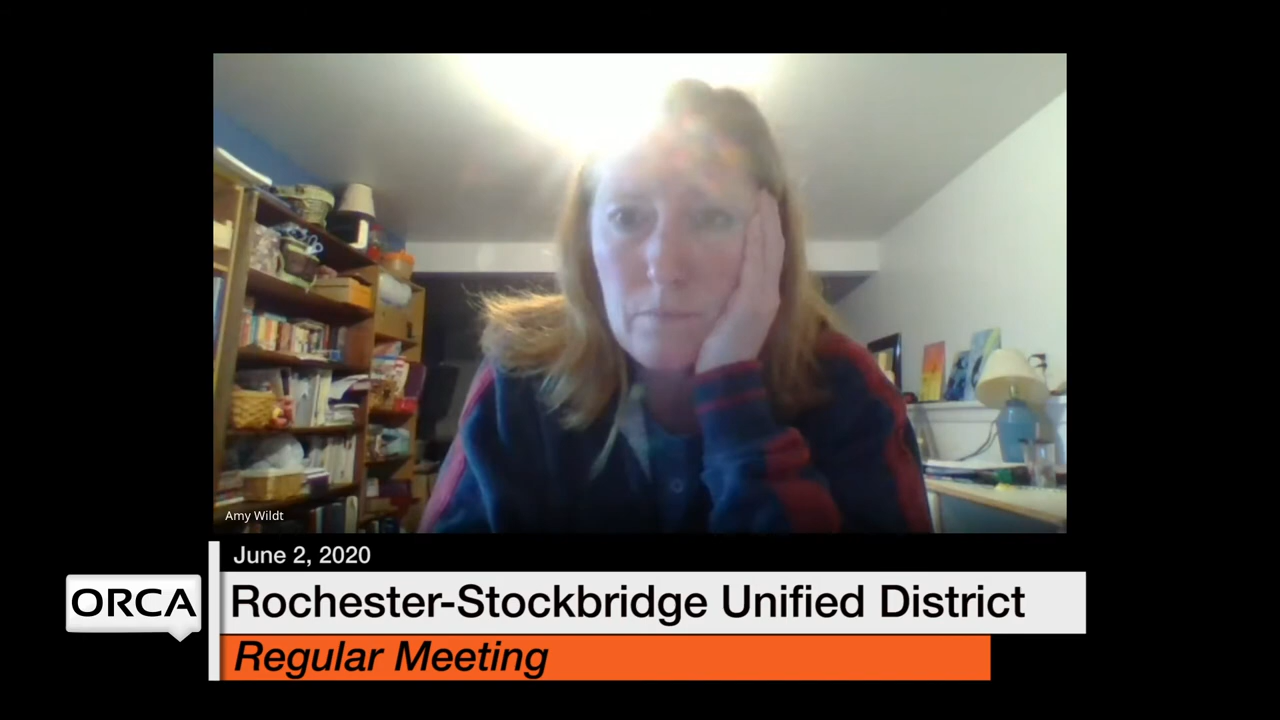 Amy Wildt
June 2, 2020
ORCA
Rochester-Stockbridge Unified District
Regular Meeting